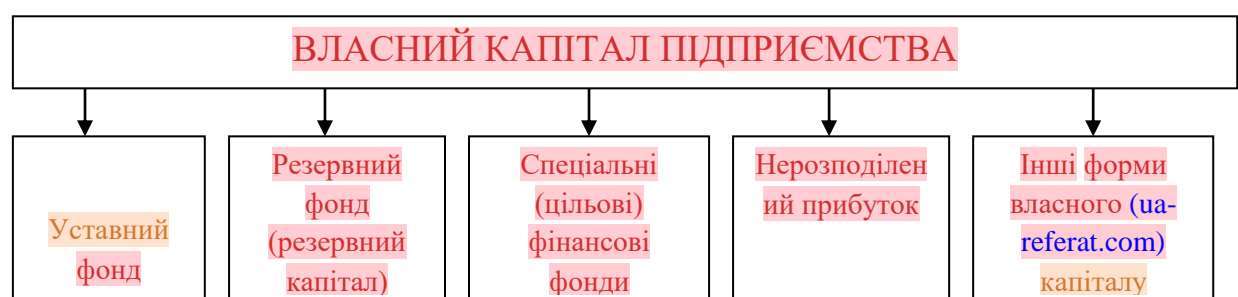 ВЛАСНИЙ КАПІТАЛ ПІДПРИЄМСТВА
Уставний
фонд
Резервний
фонд
(резервний
капітал)
Спеціальні
(цільові)
фінансові
фонди
Нерозподілен
ий прибуток
Інші форми
власного (ua-
referat.com)
капіталу